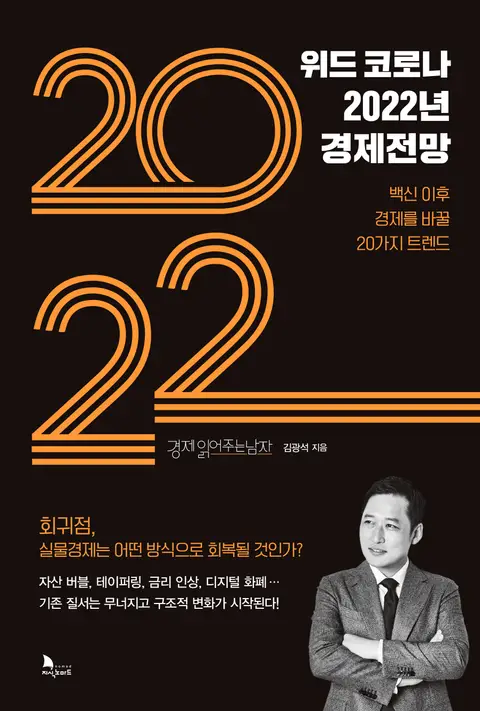 위드 코로나
2022년
경제전망
백신 이후
경제를 바꿀
20가지 트렌드
20
22
경제 읽어주는 남자 김광석 지음
회귀점,
실물경제는 어떤 방식으로 회복될 것인가?
자산 버블, 테이퍼링, 금리 인상, 디지털 화폐 …
기존 질서는 무너지고 구조적 변화가 시작된다!
nomad
지식노마드